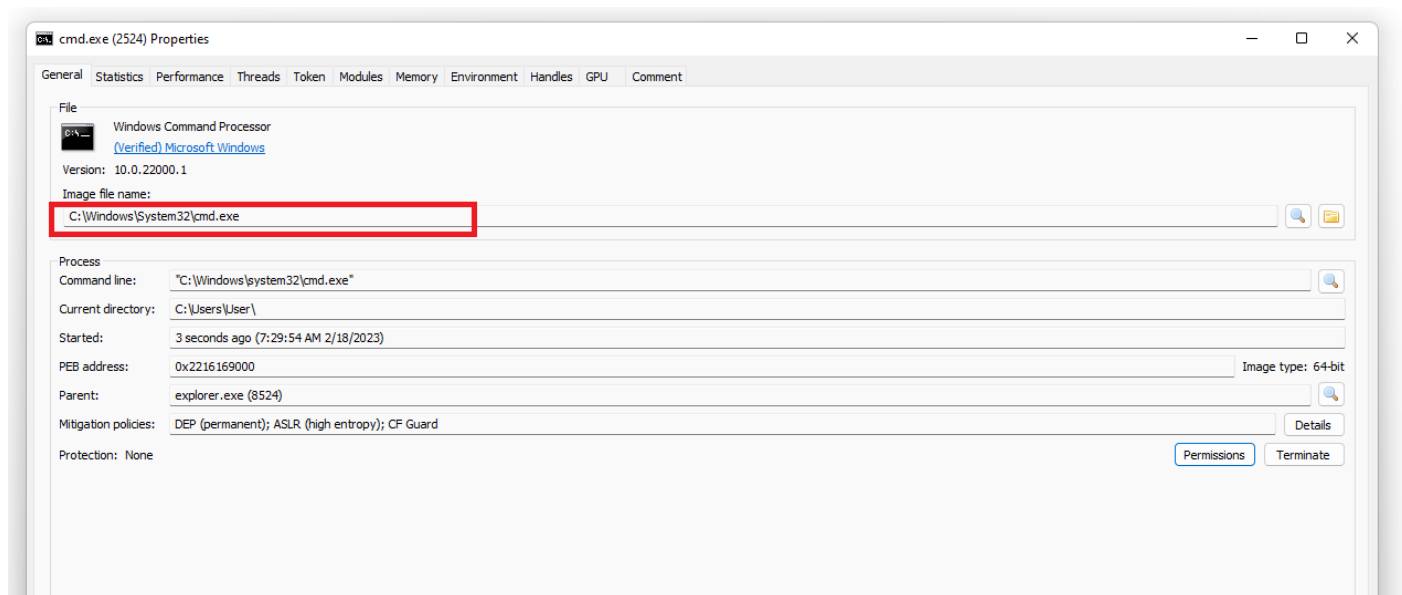 cmd.exe (2524) Properties
General Statistics Performance Threads Token Modules Memory Environment Handles GPU Comment
File
C:\_
Windows Command Processor
(Verified) Microsoft Windows
Version: 10.0.22000.1
Image file name:
C:\Windows\System32\cmd.exe
Process
Command line: "C:\Windows\system32\cmd.exe"
Current directory: C:\Users\User\
Started: 3 seconds ago (7:29:54 AM 2/18/2023)
PEB address: 0x2216169000 Image type: 64-bit
Parent: explorer.exe (8524)
Mitigation policies: DEP (permanent); ASLR (high entropy); CF Guard Details
Protection: None Permissions Terminate